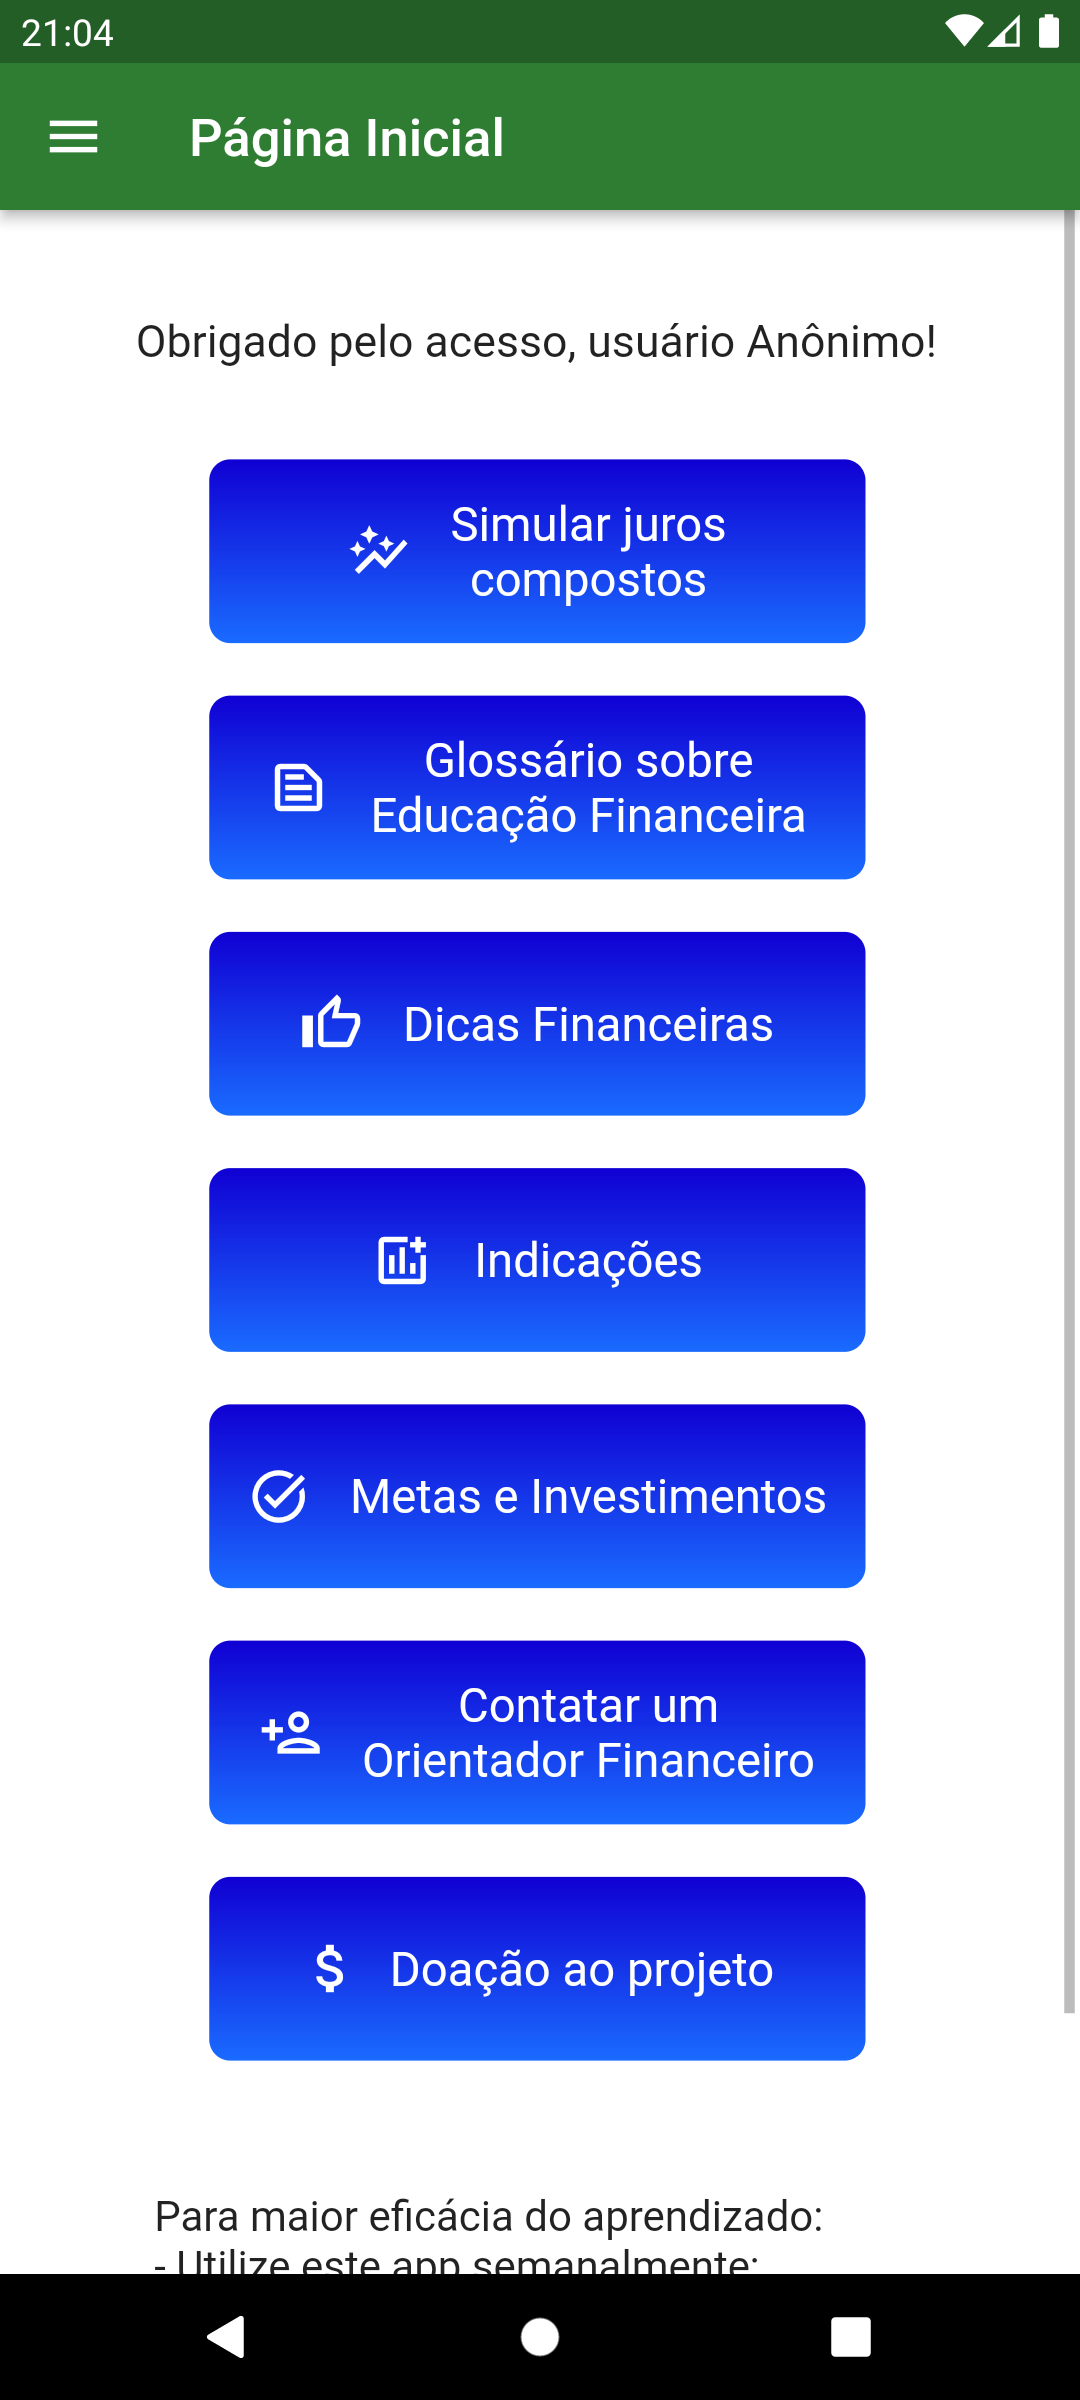 21:04
Página Inicial
Obrigado pelo acesso, usuário Anônimo!
Simular juros
compostos
Glossário sobre
Educação Financeira
Dicas Financeiras
Indicações
Metas e Investimentos
Contatar um
Orientador Financeiro
$ Doação ao projeto
Para maior eficácia do aprendizado:
- Utilize este app semanalmente;